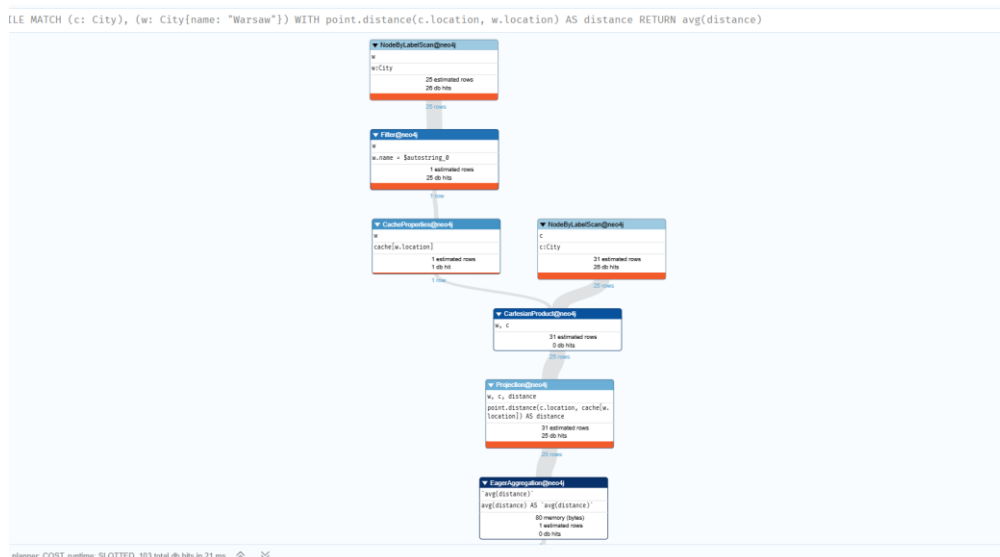 ILE MATCH (c: City), (w: City{name: "Warsaw"}) WITH point.distance(c.location, w.location) AS distance RETURN avg(distance)
NodeByLabelScan@neo4j
w
w:City
25 estimated rows
26 db hits
25 rows
Filter@neo4j
w
w.name = $autostring_0
1 estimated rows
25 db hits
1 row
CacheProperties@neo4j
w
cache[w.location]
1 estimated rows
1 db hit
1 row
NodeByLabelScan@neo4j
c
c:City
31 estimated rows
26 db hits
25 rows
CartesianProduct@neo4j
w, c
31 estimated rows
0 db hits
25 rows
Projection@neo4j
w, c, distance
point.distance(c.location, cache[w.
location]) AS distance
31 estimated rows
25 db hits
25 rows
EagerAggregation@neo4j
`avg(distance)`
avg(distance) AS `avg(distance)`
80 memory (bytes)
1 estimated rows
0 db hits
planner: COST, runtime: SLOTTED, 103 total db hits in 21 ms